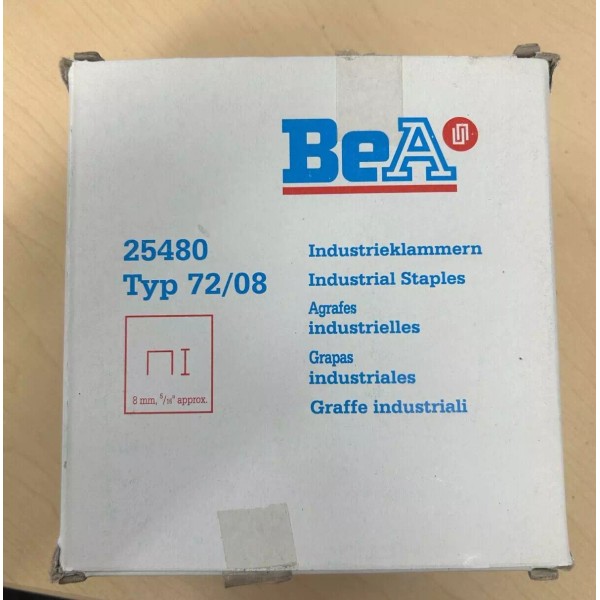 BeA
25480
Typ 72/08
8 mm, 5/16" approx.
Industrieklammern
Industrial Staples
Agrafes
industrielles
Grapas
industriales
Graffe industriali